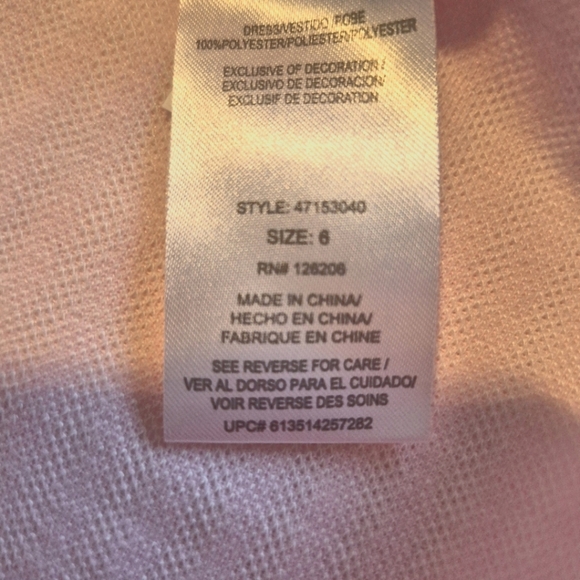 DRESS/VESTIDO /ROBE
100%POLYESTER/POLIESTER/POLYESTER
EXCLUSIVE OF DECORATION /
EXCLUSIVO DE DECORACION/
EXCLUSIF DE DECORATION
STYLE: 47153040
SIZE: 6
RN# 126206
MADE IN CHINA/
HECHO EN CHINA/
FABRIQUE EN CHINE
SEE REVERSE FOR CARE /
VER AL DORSO PARA EL CUIDADO/
VOIR REVERSE DES SOINS
UPC# 613514257282